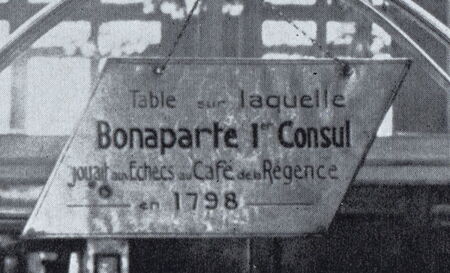 Table sur laquelle
Bonaparte 1er Consul
jouait aux Echecs au Café de la Régence
en 1798